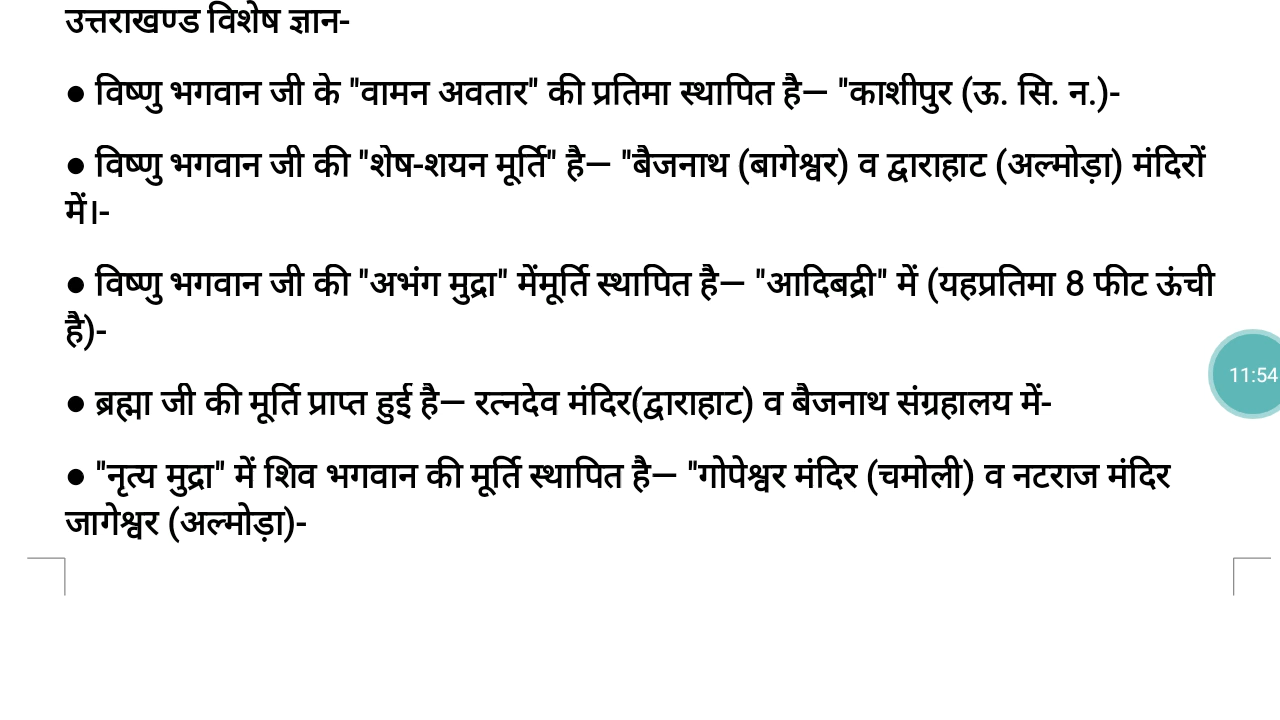 उत्तराखण्ड विशेष ज्ञान-
● विष्णु भगवान जी के "वामन अवतार" की प्रतिमा स्थापित है— "काशीपुर (ऊ. सि. न.)-
● विष्णु भगवान जी की "शेष-शयन मूर्ति" है— "बैजनाथ (बागेश्वर) व द्वाराहाट (अल्मोड़ा) मंदिरों
में।-
● विष्णु भगवान जी की "अभंग मुद्रा" मेंमूर्ति स्थापित है— "आदिबद्री" में (यहप्रतिमा 8 फीट ऊंची
है)-
11:54
● ब्रह्मा जी की मूर्ति प्राप्त हुई है— रत्नदेव मंदिर(द्वाराहाट) व बैजनाथ संग्रहालय में-
● "नृत्य मुद्रा" में शिव भगवान की मूर्ति स्थापित है— "गोपेश्वर मंदिर (चमोली) व नटराज मंदिर
जागेश्वर (अल्मोड़ा)-